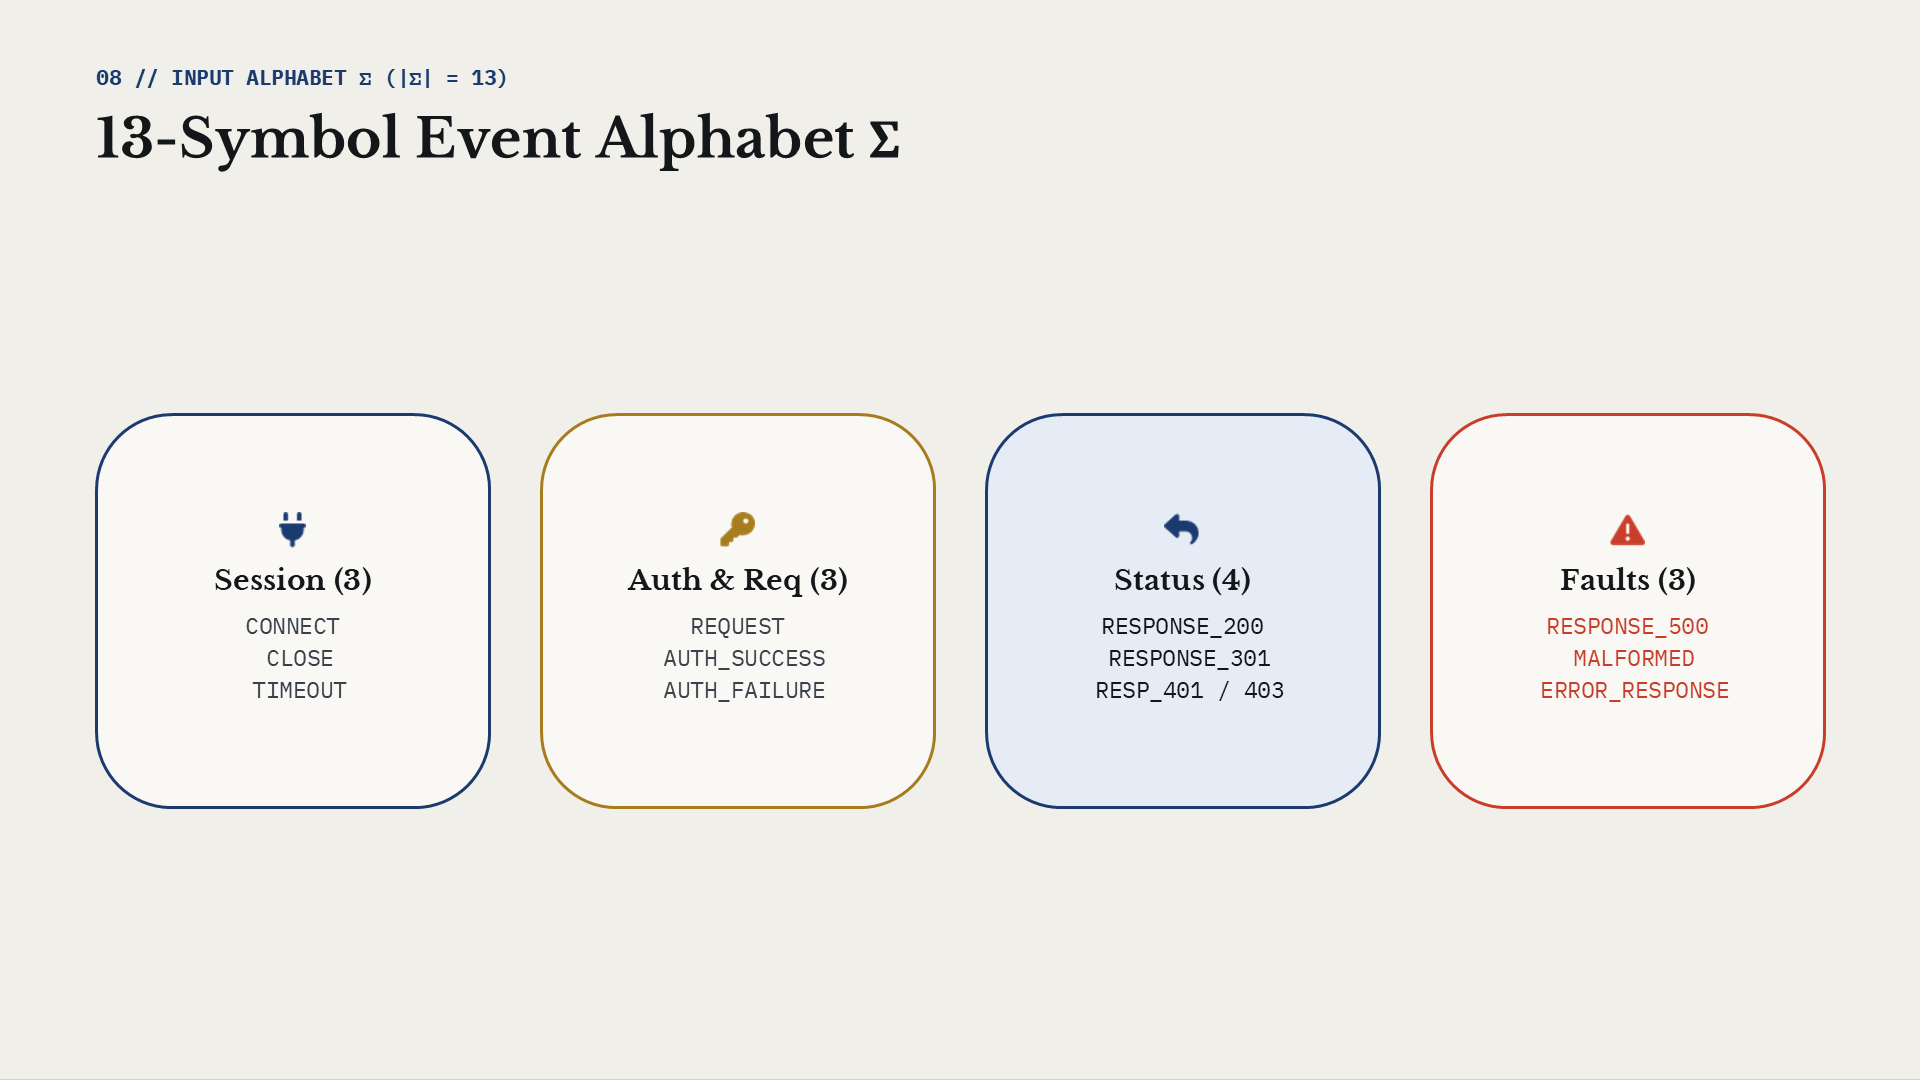 08 // INPUT ALPHABET Σ (|Σ| = 13)
13-Symbol Event Alphabet Σ
Session (3)
CONNECT
CLOSE
TIMEOUT
Auth & Req (3)
REQUEST
AUTH_SUCCESS
AUTH_FAILURE
Status (4)
RESPONSE_200
RESPONSE_301
RESP_401 / 403
Faults (3)
RESPONSE_500
MALFORMED
ERROR_RESPONSE